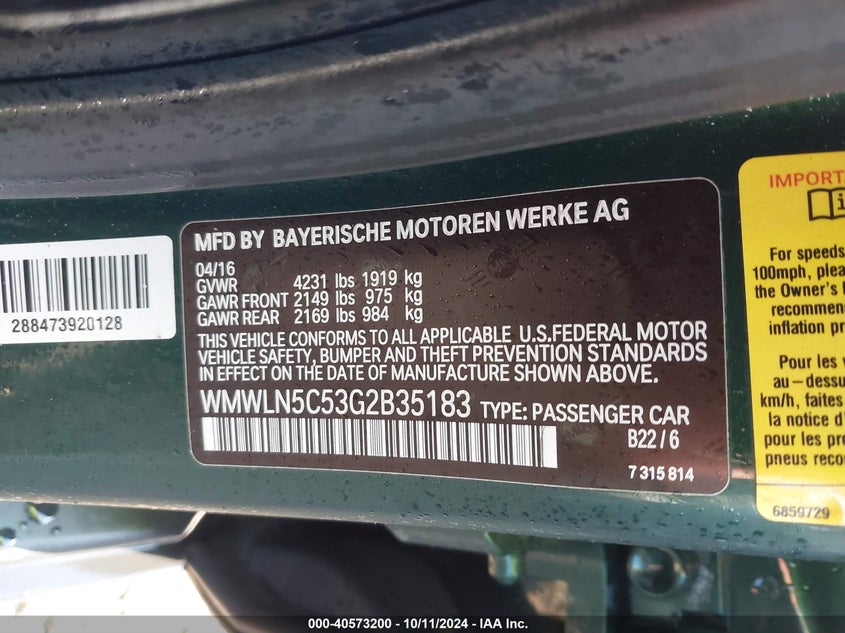 MFD BY BAYERISCHE MOTOREN WERKE AG
04/16
GVWR 4231 lbs 1919 kg
GAWR FRONT 2149 lbs 975 kg
GAWR REAR 2169 lbs 984 kg
THIS VEHICLE CONFORMS TO ALL APPLICABLE U.S.FEDERAL MOTOR
VEHICLE SAFETY, BUMPER AND THEFT PREVENTION STANDARDS
IN EFFECT ON THE DATE OF MANUFACTURE SHOWN ABOVE.
WMWLN5C53G2B35183 TYPE: PASSENGER CAR
B22/6
7 315 814
288473920128
IMPORT
For speeds
100mph, plea
the Owner's
recommen
inflation pr
Pour les v
au-dessu
km/h, faites
la notice d'
pour les pn
pneus reco
6859729
000-40573200 - 10/11/2024 - IAA Inc.